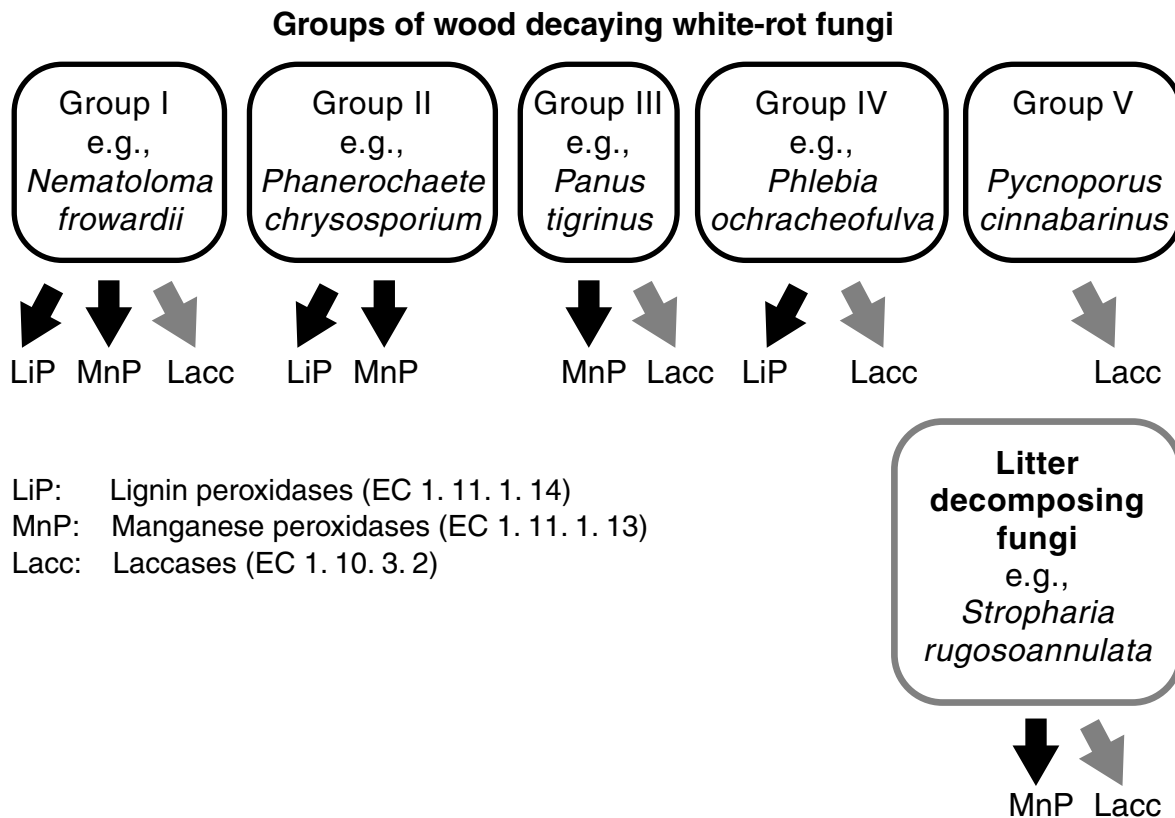 Groups of wood decaying white-rot fungi
Group I
e.g.,
Nematoloma
frowardii
Group II
e.g.,
Phanerochaete
chrysosporium
Group III
e.g.,
Panus
tigrinus
Group IV
e.g.,
Phlebia
ochracheofulva
Group V
Pycnoporus
cinnabarinus
LiP MnP Lacc
LiP MnP
MnP Lacc
LiP Lacc
Lacc
LiP: Lignin peroxidases (EC 1. 11. 1. 14)
MnP: Manganese peroxidases (EC 1. 11. 1. 13)
Lacc: Laccases (EC 1. 10. 3. 2)
Litter
decomposing
fungi
e.g.,
Stropharia
rugosoannulata
MnP Lacc